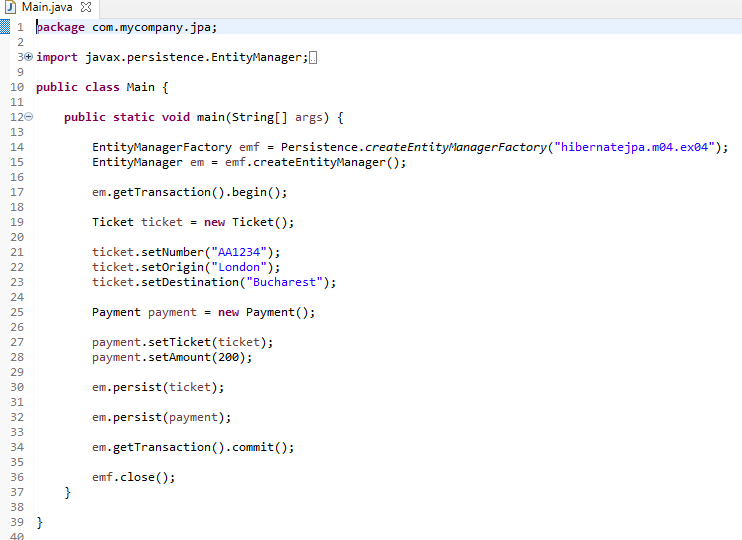 Main.java
1 package com.mycompany.jpa;
2
3 import javax.persistence.EntityManager;
9
10 public class Main {
11
12 public static void main(String[] args) {
13
14 EntityManagerFactory emf = Persistence.createEntityManagerFactory("hibernatejpa.m04.ex04");
15 EntityManager em = emf.createEntityManager();
16
17 em.getTransaction().begin();
18
19 Ticket ticket = new Ticket();
20
21 ticket.setNumber("AA1234");
22 ticket.setOrigin("London");
23 ticket.setDestination("Bucharest");
24
25 Payment payment = new Payment();
26
27 payment.setTicket(ticket);
28 payment.setAmount(200);
29
30 em.persist(ticket);
31
32 em.persist(payment);
33
34 em.getTransaction().commit();
35
36 emf.close();
37 }
38
39 }
40